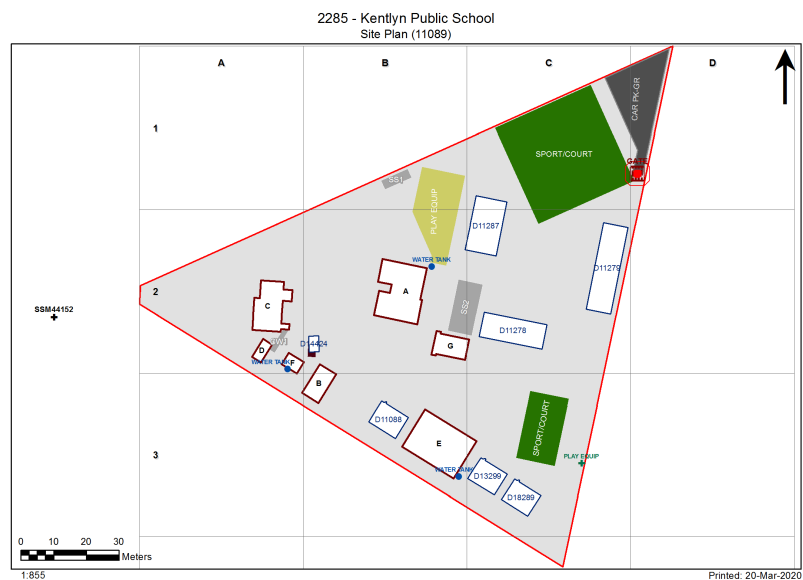 2285 - Kentlyn Public School
Site Plan (11089)
A
B
C
D
1
CAR PK-GR
SPORT/COURT
GATE
SS1
PLAY EQUIP
D11287
WATER TANK
D11279
2
A
C
SS2
SSM44152
D11278
D14424
G
D
WATER TANK
F
B
D11088
SPORT/COURT
E
3
PLAY EQUIP
WATER TANK
D13299
D18289
0 10 20 30
Meters
1:855
Printed: 20-Mar-2020